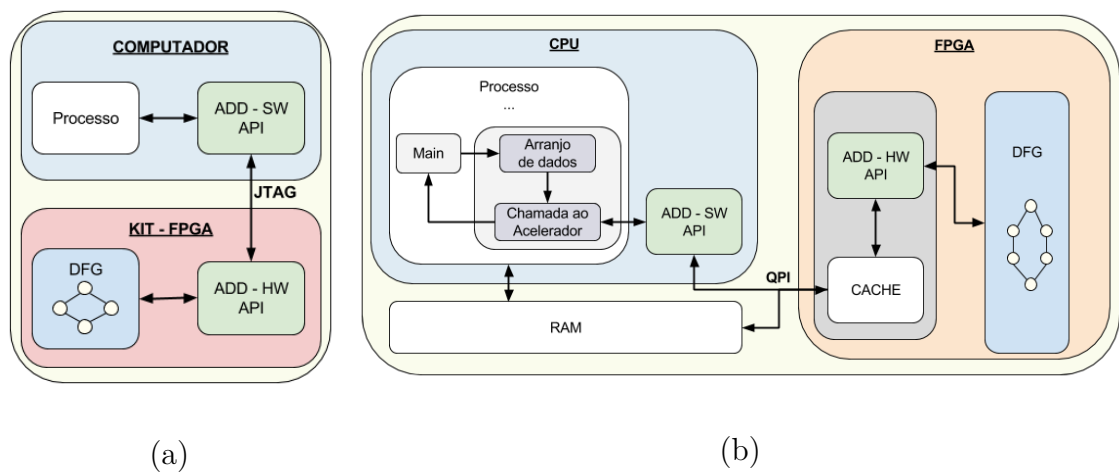 COMPUTADOR
Processo
ADD - SW
API
JTAG
KIT - FPGA
DFG
ADD - HW
API
(a)
CPU
Processo
...
Main
Arranjo
de dados
Chamada ao
Acelerador
ADD - SW
API
RAM
QPI
FPGA
ADD - HW
API
CACHE
DFG
(b)